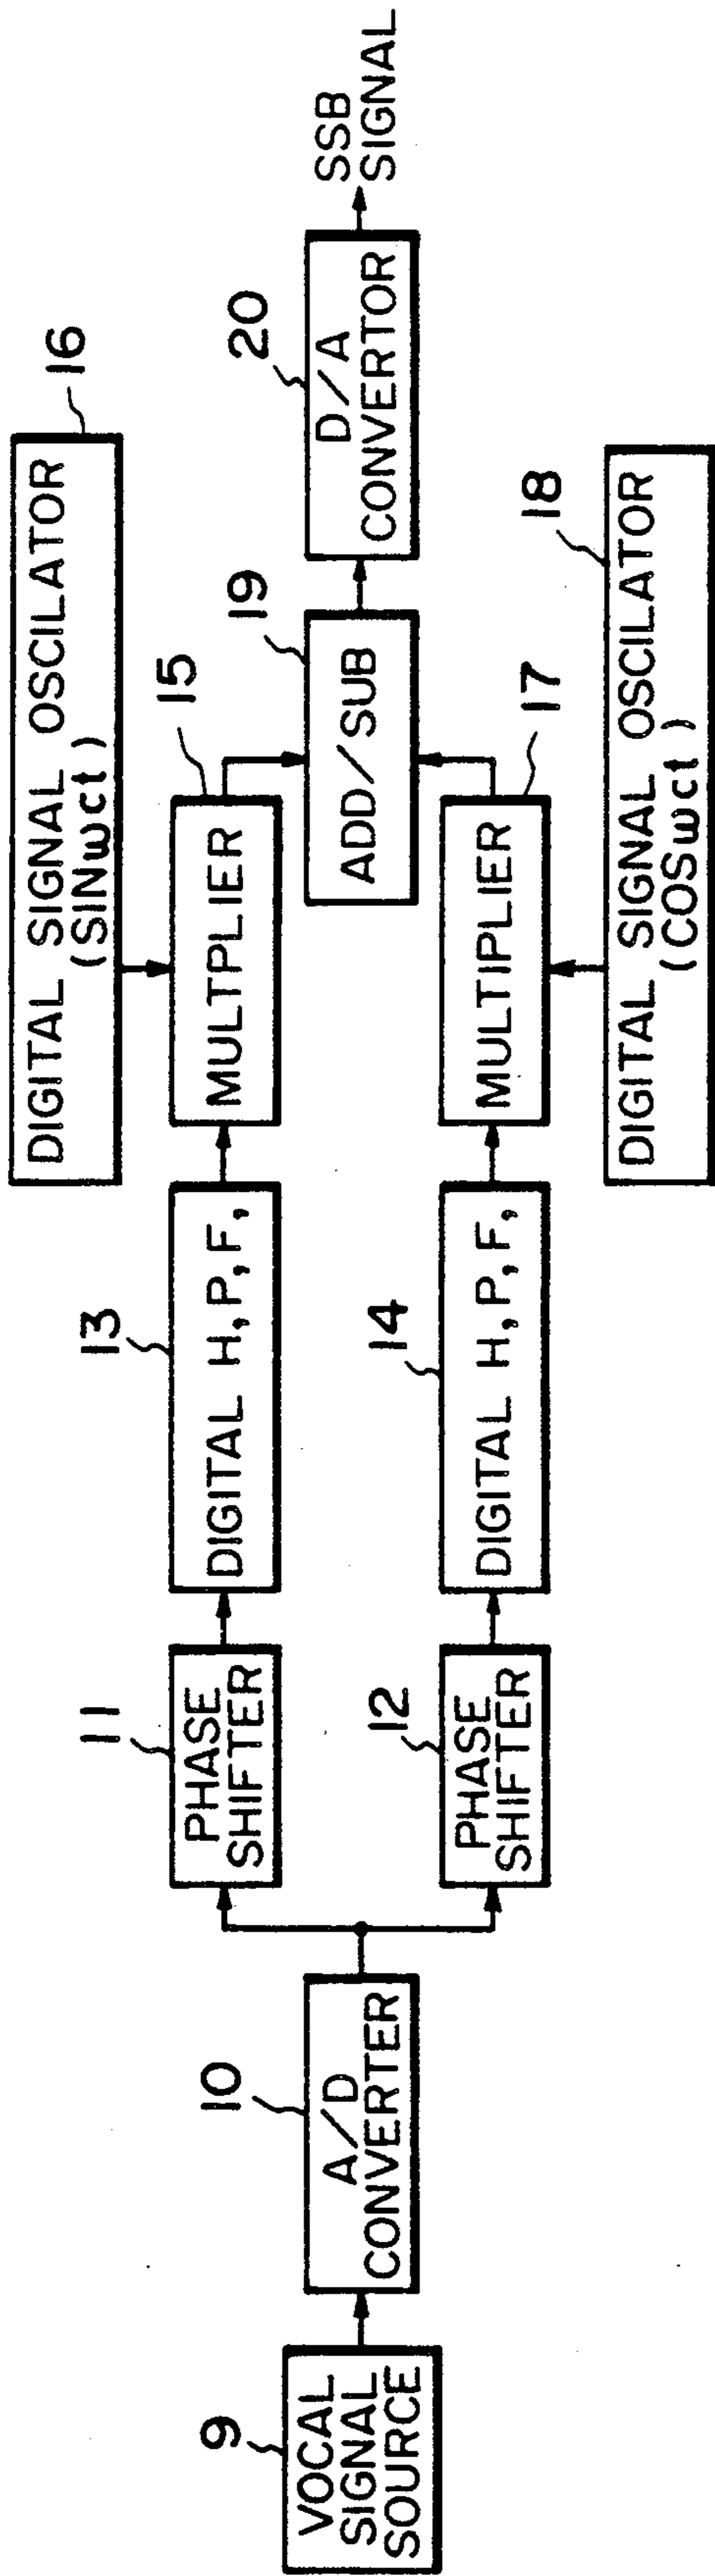 9
VOCAL
SIGNAL
SOURCE
10
A/D
CONVERTER
11
PHASE
SHIFTER
12
PHASE
SHIFTER
13
DIGITAL H,P,F,
14
DIGITAL H,P,F,
15
MULTPLIER
16
DIGITAL SIGNAL OSCILATOR
(SINωct)
17
MULTIPLIER
18
DIGITAL SIGNAL OSCILATOR
(COSωct)
19
ADD/SUB
20
D/A
CONVERTOR
SSB
SIGNAL